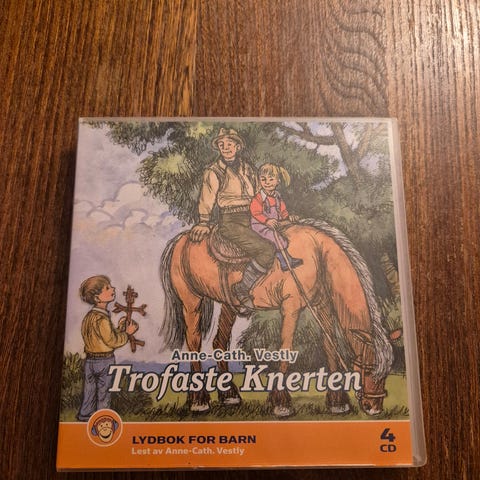 Anne-Cath. Vestly
Trofaste Knerten
LYDBOK FOR BARN
Lest av Anne-Cath. Vestly
4
CD